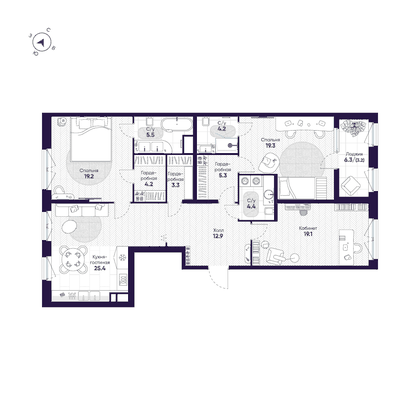 С
В
Ю
С/у
5.5
С/у
4.2
Спальня
19.3
Лоджия
6.3/(3.2)
Спальня
19.2
Гарде-
робная
4.2
Гарде-
робная
3.3
Гарде-
робная
5.3
С/у
4.4
Кухня-
гостиная
25.4
Холл
12.9
Кабинет
19.1